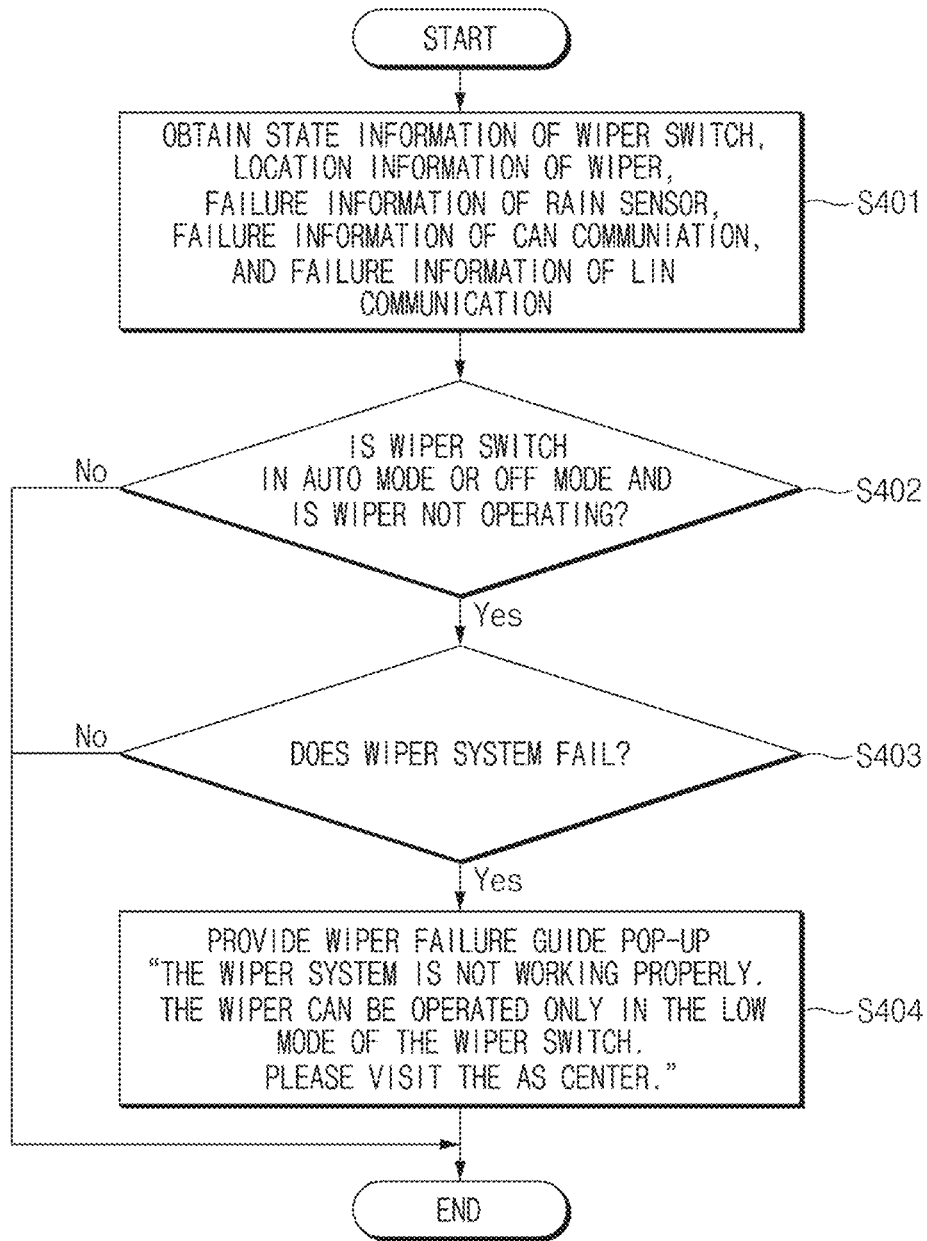 START
OBTAIN STATE INFORMATION OF WIPER SWITCH,
LOCATION INFORMATION OF WIPER,
FAILURE INFORMATION OF RAIN SENSOR,
FAILURE INFORMATION OF CAN COMMUNIATION,
AND FAILURE INFORMATION OF LIN
COMMUNICATION
S401
IS WIPER SWITCH
IN AUTO MODE OR OFF MODE AND
IS WIPER NOT OPERATING?
No
S402
Yes
DOES WIPER SYSTEM FAIL?
No
S403
Yes
PROVIDE WIPER FAILURE GUIDE POP-UP
“THE WIPER SYSTEM IS NOT WORKING PROPERLY.
THE WIPER CAN BE OPERATED ONLY IN THE LOW
MODE OF THE WIPER SWITCH.
PLEASE VISIT THE AS CENTER.”
S404
END